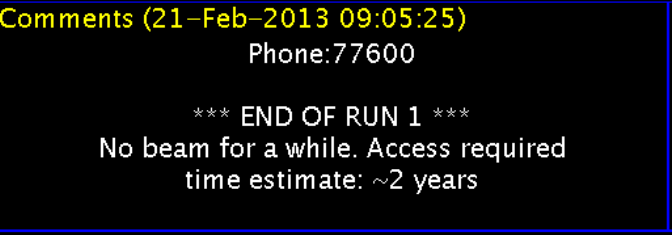 Comments (21-Feb-2013 09:05:25)
Phone:77600
*** END OF RUN 1 ***
No beam for a while. Access required
time estimate: ~2 years